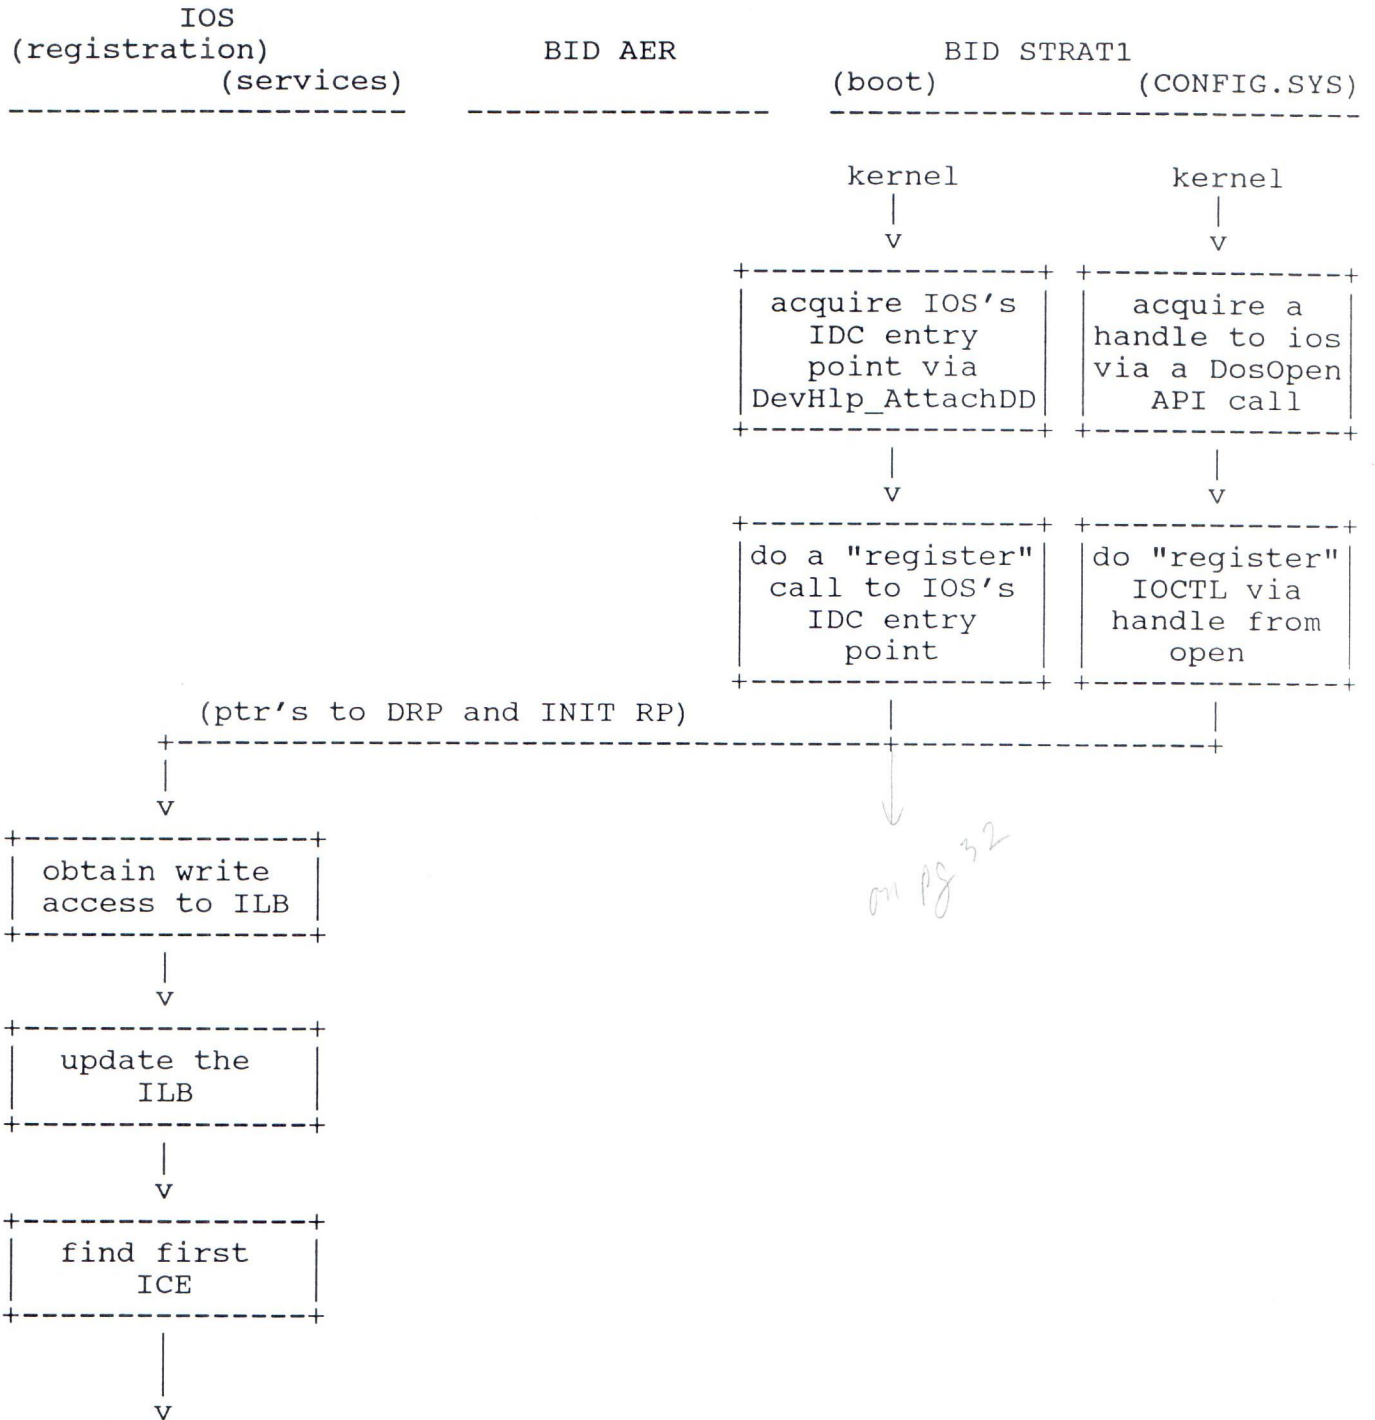 IOS
(registration) BID AER BID STRAT1
(services) (boot) (CONFIG.SYS)
kernel kernel
acquire IOS's
IDC entry
point via
DevHlp_AttachDD
acquire a
handle to ios
via a DosOpen
API call
do a "register"
call to IOS's
IDC entry
point
do "register"
IOCTL via
handle from
open
(ptr's to DRP and INIT RP)
on pg 32
obtain write
access to ILB
update the
ILB
find first
ICE